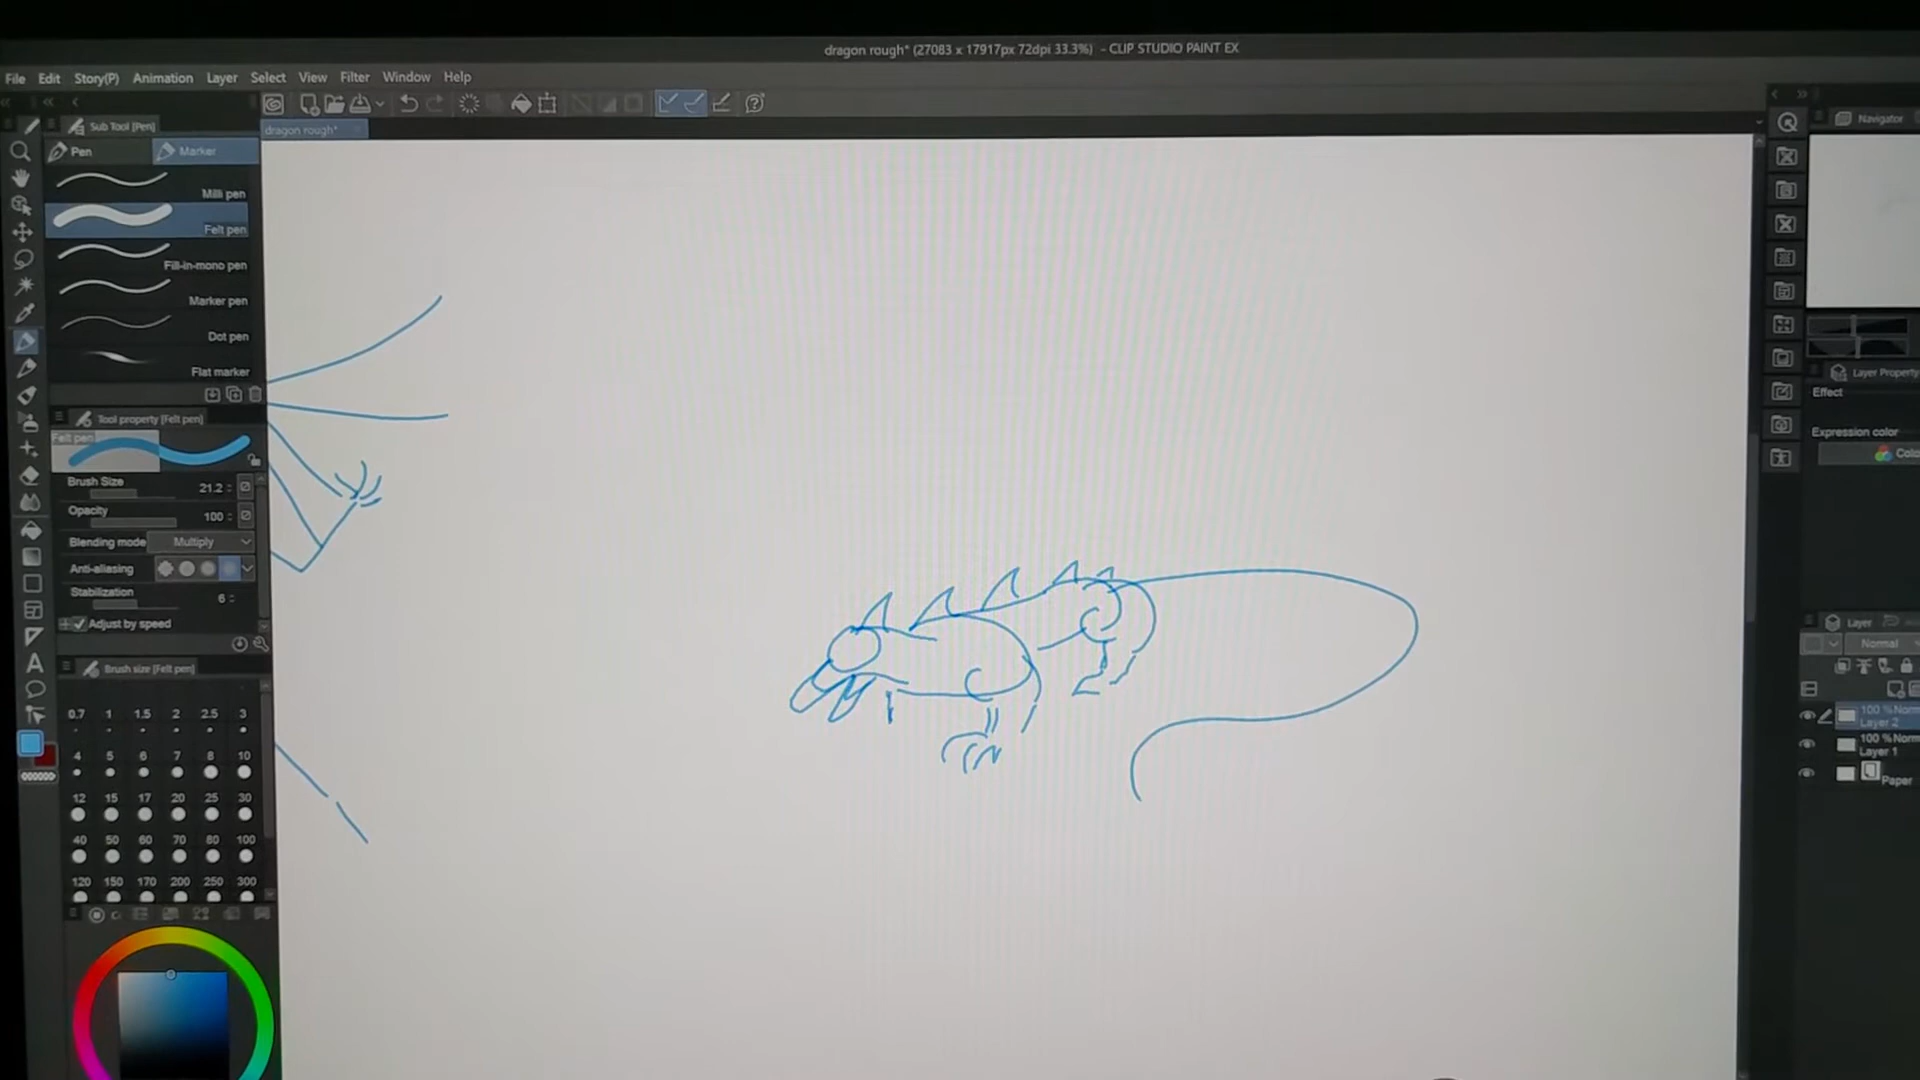 dragon rough* (27083 x 17917px 72dpi 33.3%) - CLIP STUDIO PAINT EX
File Edit Story(P) Animation Layer Select View Filter Window Help
Sub Tool [Pen]
dragon rough*
Navigator
Pen Marker
Milli pen
Felt pen
Fill-in-mono pen
Marker pen
Dot pen
Flat marker
Layer Property
Effect
Tool property [Felt pen]
Felt pen
Expression color
Brush Size 21.2
Opacity 100
Blending mode Multiply
Anti-aliasing
Stabilization 6
Adjust by speed
Layer
Normal
Brush size [Felt pen]
0.7 1 1.5 2 2.5 3
4 5 6 7 8 10
12 15 17 20 25 30
40 50 60 70 80 100
120 150 170 200 250 300
100 %
Layer 2
100 %
Layer 1
Paper